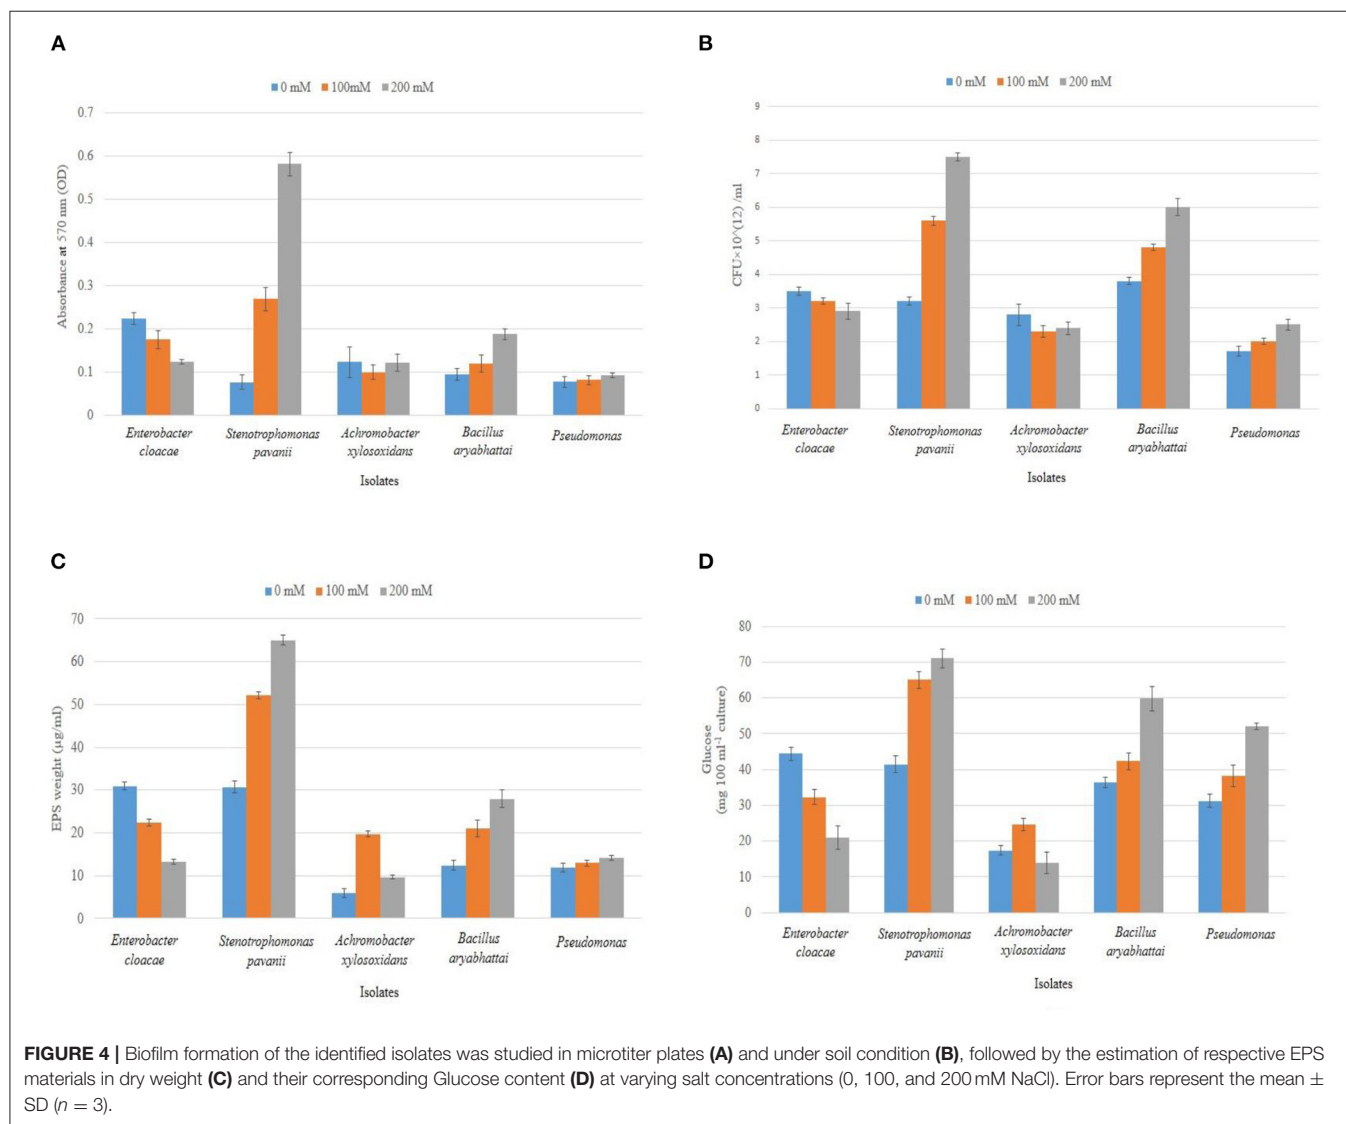 A
0 mM 100mM 200 mM
Absorbance at 570 nm (OD)
0.7
0.6
0.5
0.4
0.3
0.2
0.1
0
Enterobacter cloacae
Stenotrophomonas pavanii
Achromobacter xylosoxidans
Bacillus aryabhattai
Pseudomonas
Isolates
B
0 mM 100 mM 200 mM
CFU×10^(12) /ml
9
8
7
6
5
4
3
2
1
0
Enterobacter cloacae
Stenotrophomonas pavanii
Achromobacter xylosoxidans
Bacillus aryabhattai
Pseudomonas
Isolates
C
0 mM 100 mM 200 mM
EPS weight (µg/ml)
70
60
50
40
30
20
10
0
Enterobacter cloacae
Stenotrophomonas pavanii
Achromobacter xylosoxidans
Bacillus aryabhattai
Pseudomonas
Isolates
D
0 mM 100 mM 200 mM
Glucose
(mg 100 ml⁻¹ culture)
80
70
60
50
40
30
20
10
0
Enterobacter cloacae
Stenotrophomonas pavanii
Achromobacter xylosoxidans
Bacillus aryabhattai
Pseudomonas
Isolates
FIGURE 4 | Biofilm formation of the identified isolates was studied in microtiter plates (A) and under soil condition (B), followed by the estimation of respective EPS
materials in dry weight (C) and their corresponding Glucose content (D) at varying salt concentrations (0, 100, and 200 mM NaCl). Error bars represent the mean ±
SD (n = 3).